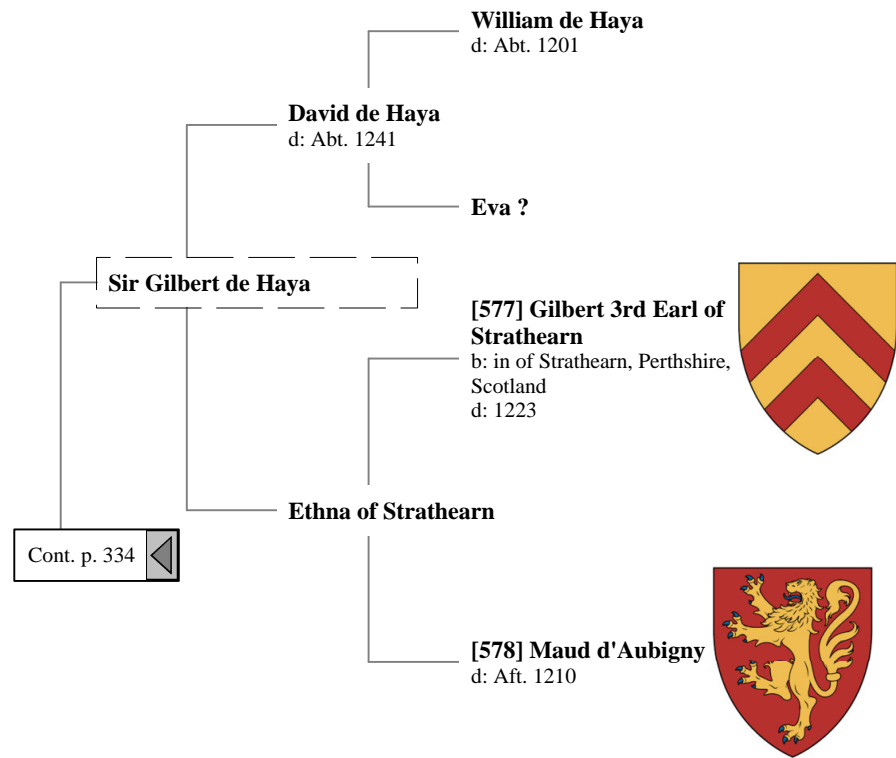 William de Haya
d: Abt. 1201
David de Haya
d: Abt. 1241
Eva ?
Sir Gilbert de Haya
[577] Gilbert 3rd Earl of
Strathearn
b: in of Strathearn, Perthshire,
Scotland
d: 1223
Ethna of Strathearn
Cont. p. 334
[578] Maud d'Aubigny
d: Aft. 1210